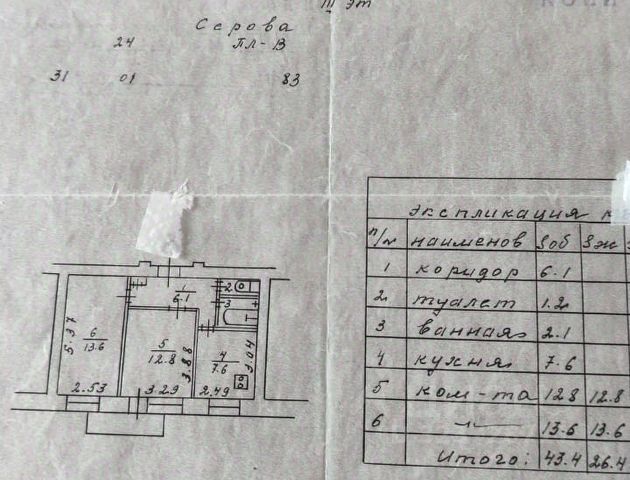 III эт
Серова
24 пл-В
31 01 83
экспликация к
п/п наименов Sоб Sж
1 коридор 6.1
2 туалет 1.2
3 ванная 2.1
4 кухня 7.6
5 ком-та 12.8 12.8
6 -"- 13.6 13.6
Итого: 43.4 26.4
1
6.1
2
3
5.37
6
13.6
5
12.8
3.88
4
7.6
3.04
2.53 3.29 2.49